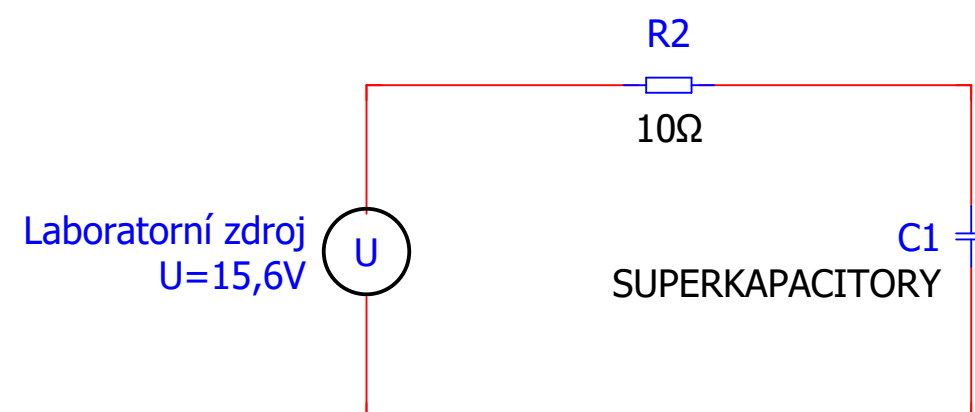 R2
10Ω
Laboratorní zdroj
U=15,6V
U
C1
SUPERKAPACITORY